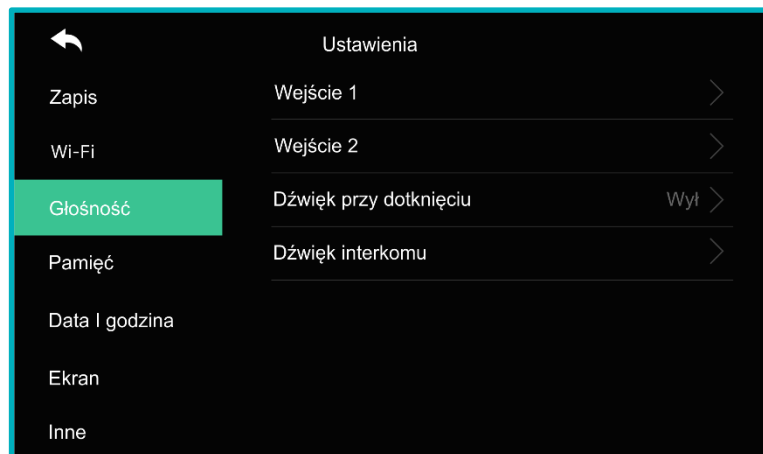 Ustawienia
Zapis
Wi-Fi
Głośność
Pamięć
Data I godzina
Ekran
Inne
Wejście 1
Wejście 2
Dźwięk przy dotknięciu Wył
Dźwięk interkomu